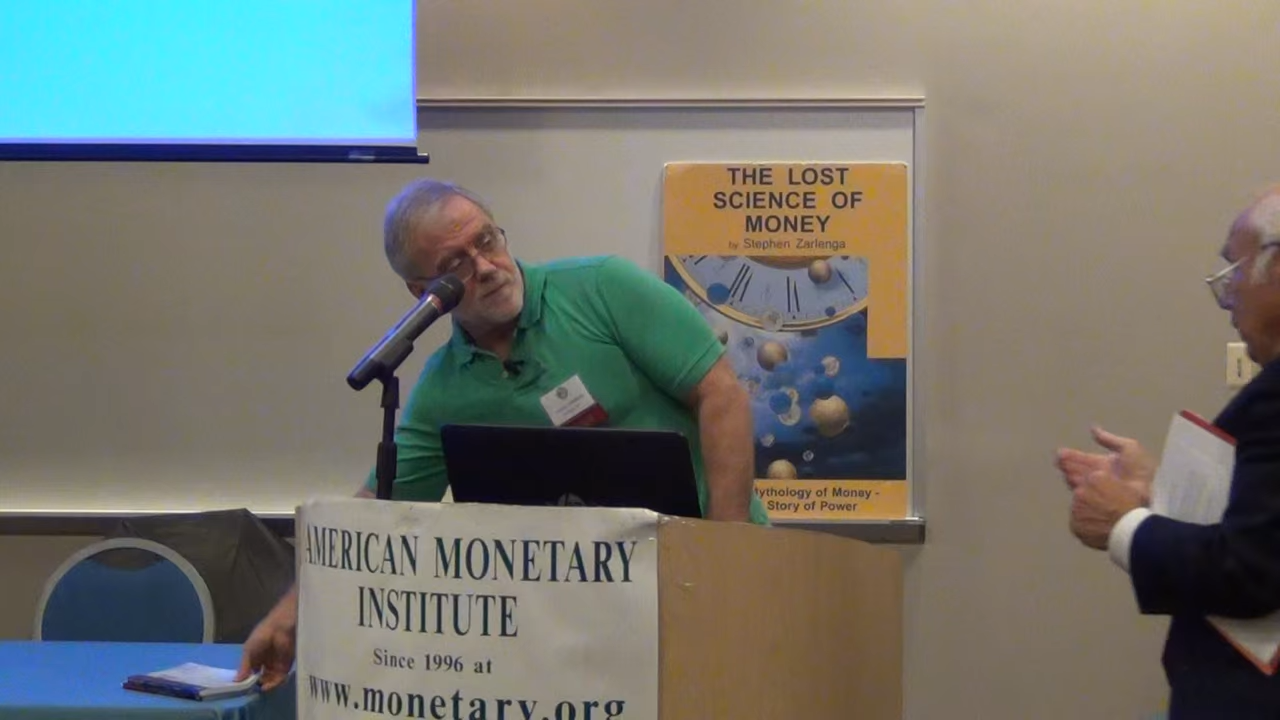 THE LOST
SCIENCE OF
MONEY
by Stephen Zarlenga
Mythology of Money -
Story of Power
AMERICAN MONETARY
INSTITUTE
Since 1996 at
www.monetary.org